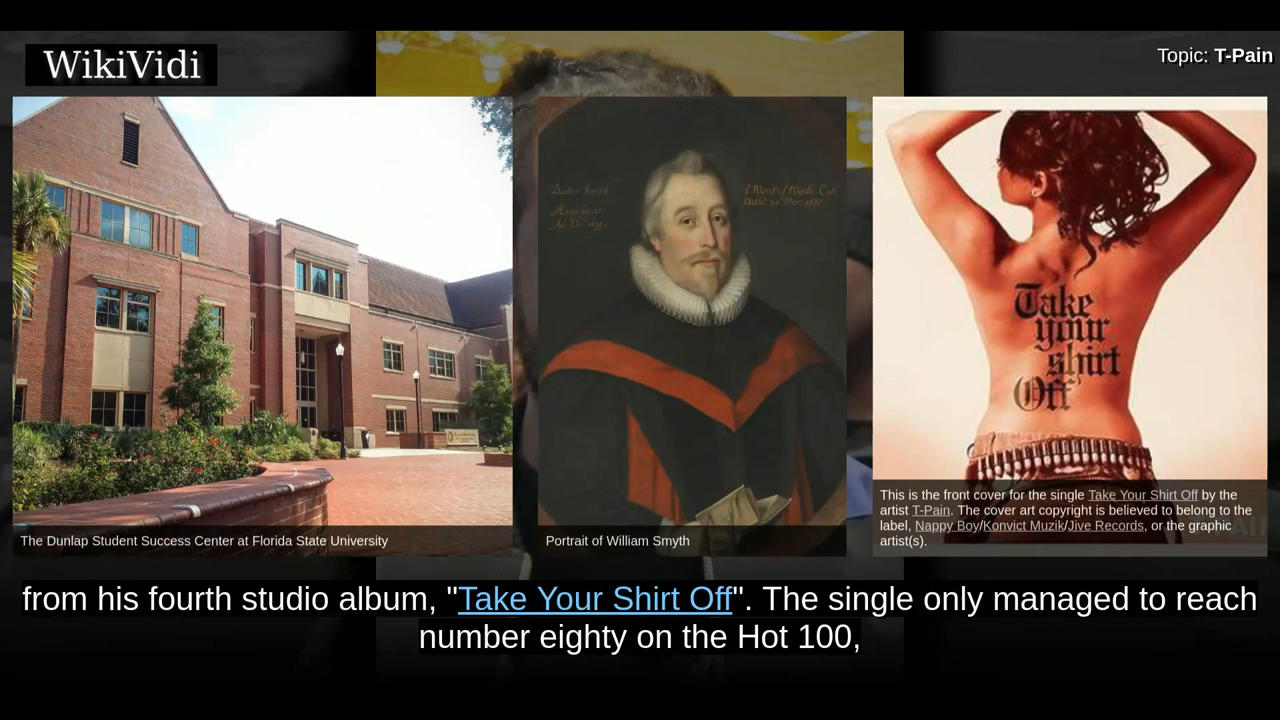 WikiVidi
Topic: T-Pain
Take
your
shirt
Off
The Dunlap Student Success Center at Florida State University
Portrait of William Smyth
This is the front cover for the single Take Your Shirt Off by the
artist T-Pain. The cover art copyright is believed to belong to the
label, Nappy Boy/Konvict Muzik/Jive Records, or the graphic
artist(s).
from his fourth studio album, "Take Your Shirt Off". The single only managed to reach
number eighty on the Hot 100,